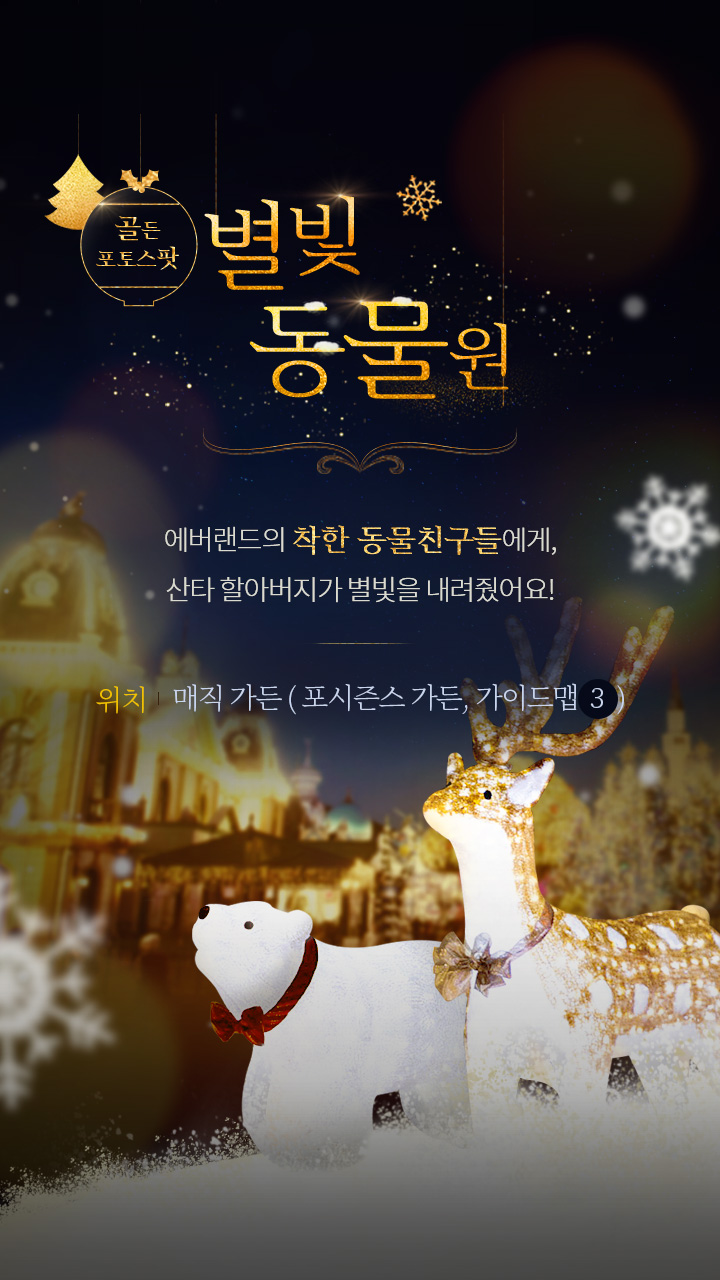 골든
포토스팟
별빛
동물원
에버랜드의 착한 동물친구들에게,
산타 할아버지가 별빛을 내려줬어요!
위치 | 매직 가든 ( 포시즌스 가든, 가이드맵 3 )